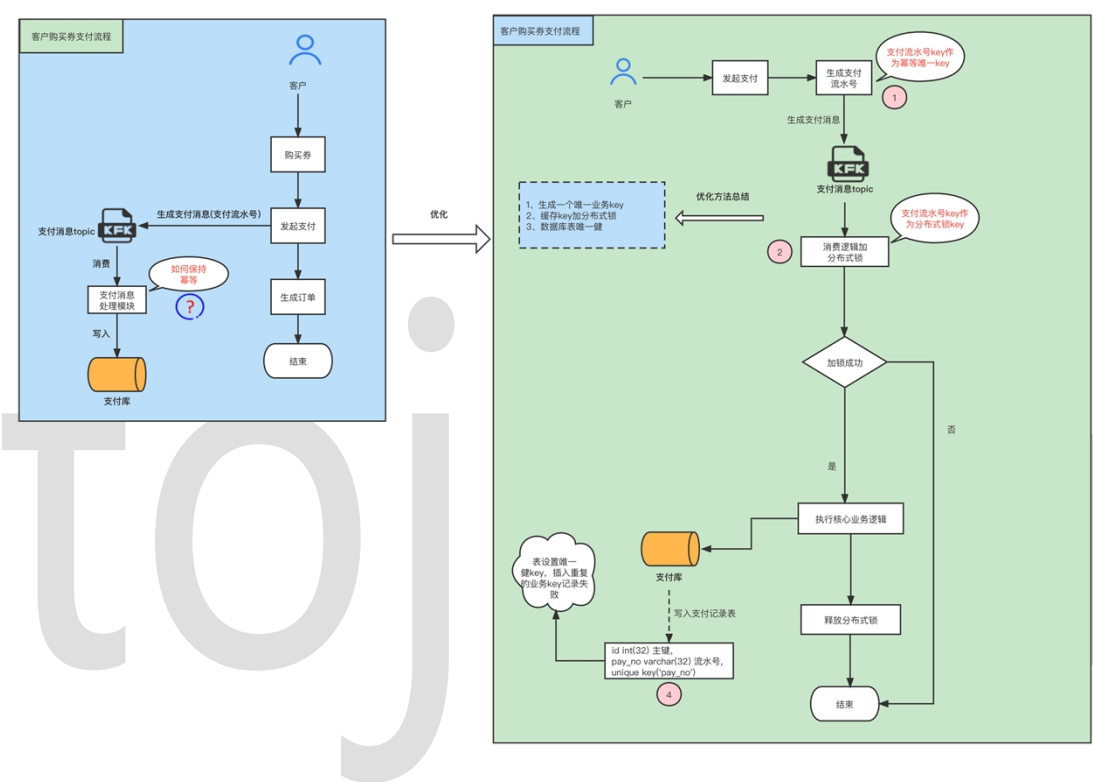 客户购买券支付流程
客户
购买券
生成支付消息(支付流水号)
发起支付
支付消息topic
KFK
消费
如何保持
幂等
?
支付消息
处理模块
生成订单
写入
结束
支付库
优化
客户购买券支付流程
客户
发起支付
生成支付
流水号
支付流水号key作
为幂等唯一key
1
生成支付消息
KFK
支付消息topic
优化方法总结
1、生成一个唯一业务key
2、缓存key加分布式锁
3、数据库表唯一健
支付流水号key作
为分布式锁key
2
消费逻辑加
分布式锁
加锁成功
否
是
执行核心业务逻辑
支付库
表设置唯一
健key，插入重复
的业务key记录失
败
写入支付记录表
释放分布式锁
id int(32) 主键，
pay_no varchar(32) 流水号，
unique key('pay_no')
4
结束
toj